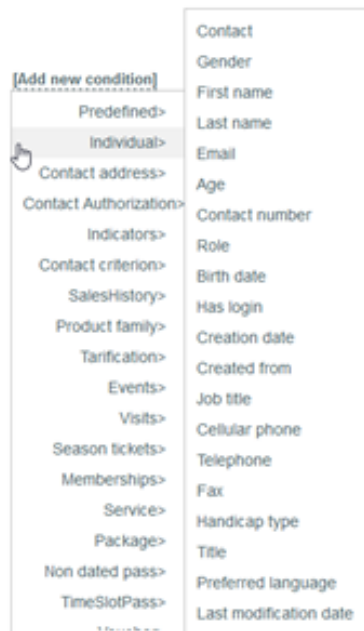 [Add new condition]
Predefined>
Individual>
Contact address>
Contact Authorization>
Indicators>
Contact criterion>
SalesHistory>
Product family>
Tarification>
Events>
Visits>
Season tickets>
Memberships>
Service>
Package>
Non dated pass>
TimeSlotPass>
Contact
Gender
First name
Last name
Email
Age
Contact number
Role
Birth date
Has login
Creation date
Created from
Job title
Cellular phone
Telephone
Fax
Handicap type
Title
Preferred language
Last modification date